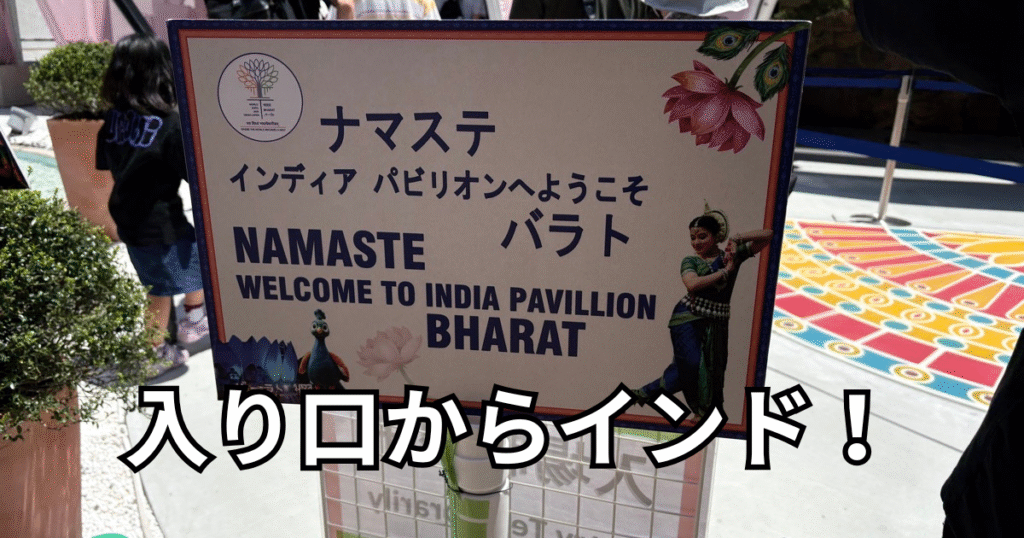 ナマステ
インディア パビリオンへようこそ
バラト
NAMASTE
WELCOME TO INDIA PAVILLION
BHARAT
入り口からインド！